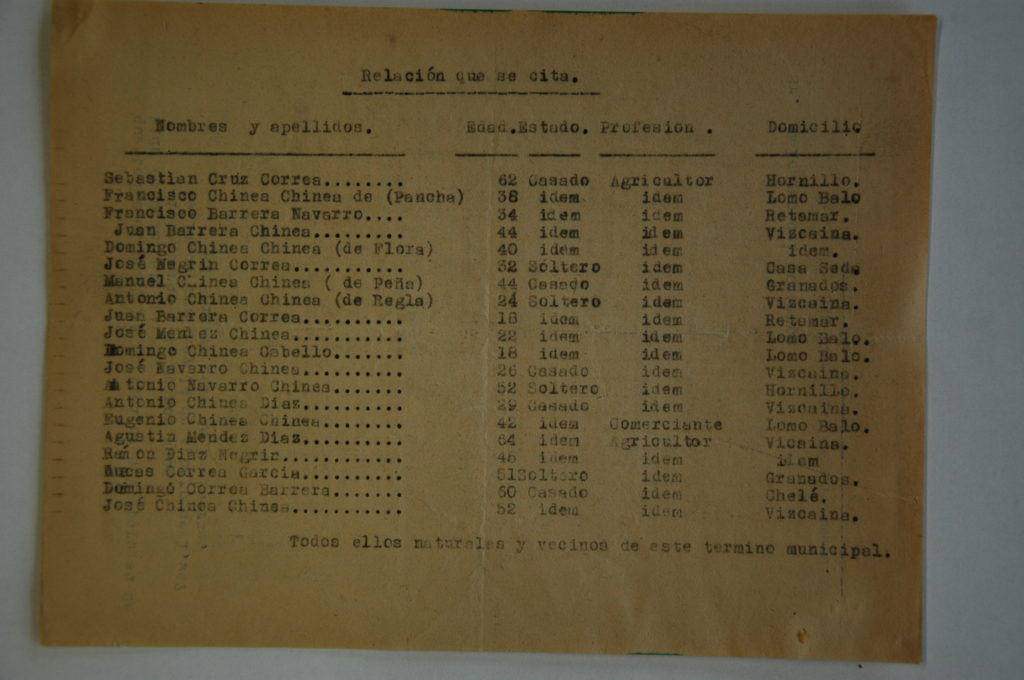 Relación que se cita.
Nombres y apellidos. Edad. Estado. Profesion . Domicilio
Sebastian Cruz Correa........ 62 Casado Agricultor Hornillo.
Francisco Chinea Chinea de (Pancha) 38 idem idem Lomo Balo
Francisco Barrera Navarro.... 34 idem idem Retamar.
Juan Barrera Chinea......... 44 idem idem Vizcaina.
Domingo Chinea Chinea (de Flora) 40 idem idem idem.
José Negrin Correa........... 32 Soltero idem Casa Seda
Manuel Chinea Chinea ( de Peña) 44 Casado idem Granados.
Antonio Chinea Chinea (de Regla) 24 Soltero idem Vizcaina.
Juan Barrera Correa.......... 18 idem idem Retamar.
José Mendez Chinea........... 22 idem idem Lomo Balo.
Domingo Chinea Cabello....... 18 idem idem Lomo Balo.
José Navarro Chinea.......... 26 Casado idem Vizcaina.
Antonio Navarro Chinea....... 52 Soltero idem Hornillo.
Antonio Chinea Diaz.......... 29 Casado idem Vizcaina.
Eugenio Chinea Chinea........ 42 idem Comerciante Lomo Balo.
Agustin Mendez Diaz.......... 64 idem Agricultor Vicaina.
Ramon Diaz Negrin............ 46 idem idem idem
Lucas Correa Garcia.......... 51 Soltero idem Granados.
Domingo Correa Barrera....... 60 Casado idem Chelé.
José Chinea Chinea........... 52 idem idem Vizcaina.
Todos ellos naturales y vecinos de este termino municipal.